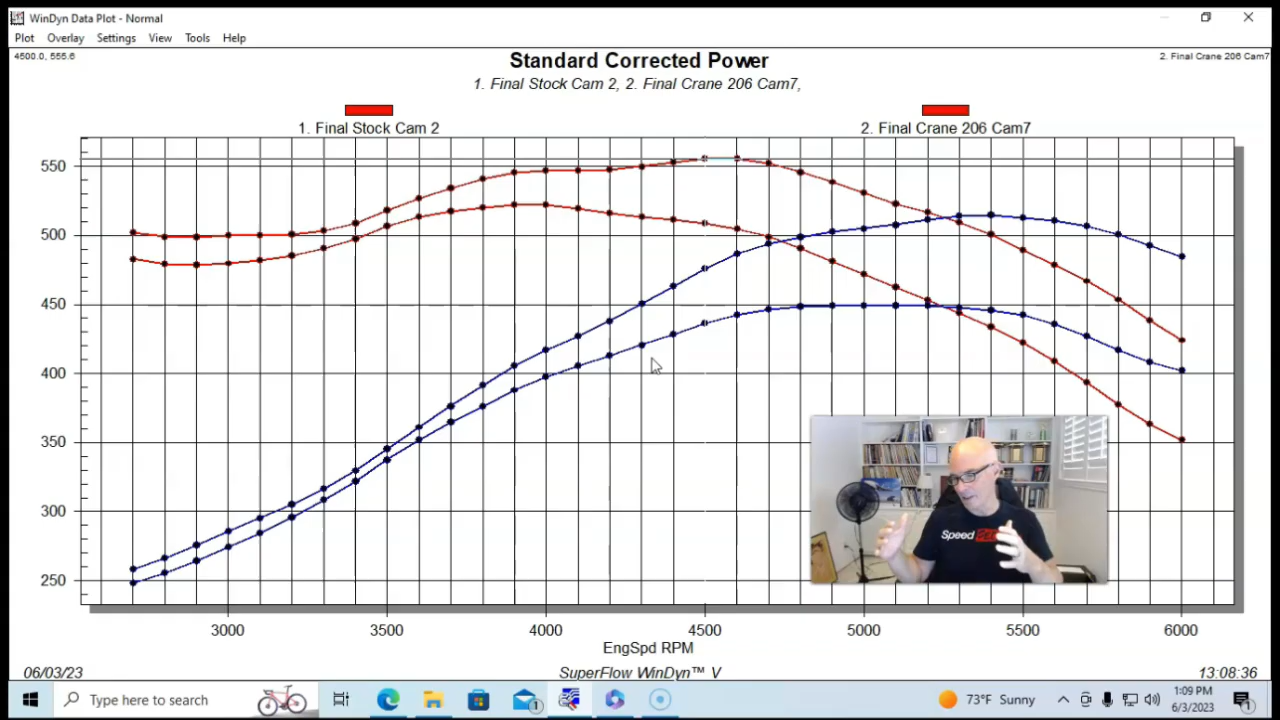 WinDyn Data Plot - Normal
Plot Overlay Settings View Tools Help
4500.0, 555.6
Standard Corrected Power
2. Final Crane 206 Cam7
1. Final Stock Cam 2, 2. Final Crane 206 Cam7,
1. Final Stock Cam 2
2. Final Crane 206 Cam7
550
500
450
400
350
300
250
3000 3500 4000 4500 5000 5500 6000
EngSpd RPM
Speed
06/03/23
SuperFlow WinDyn™ V
13:08:36
Type here to search
1
73°F Sunny
1:09 PM
6/3/2023
1